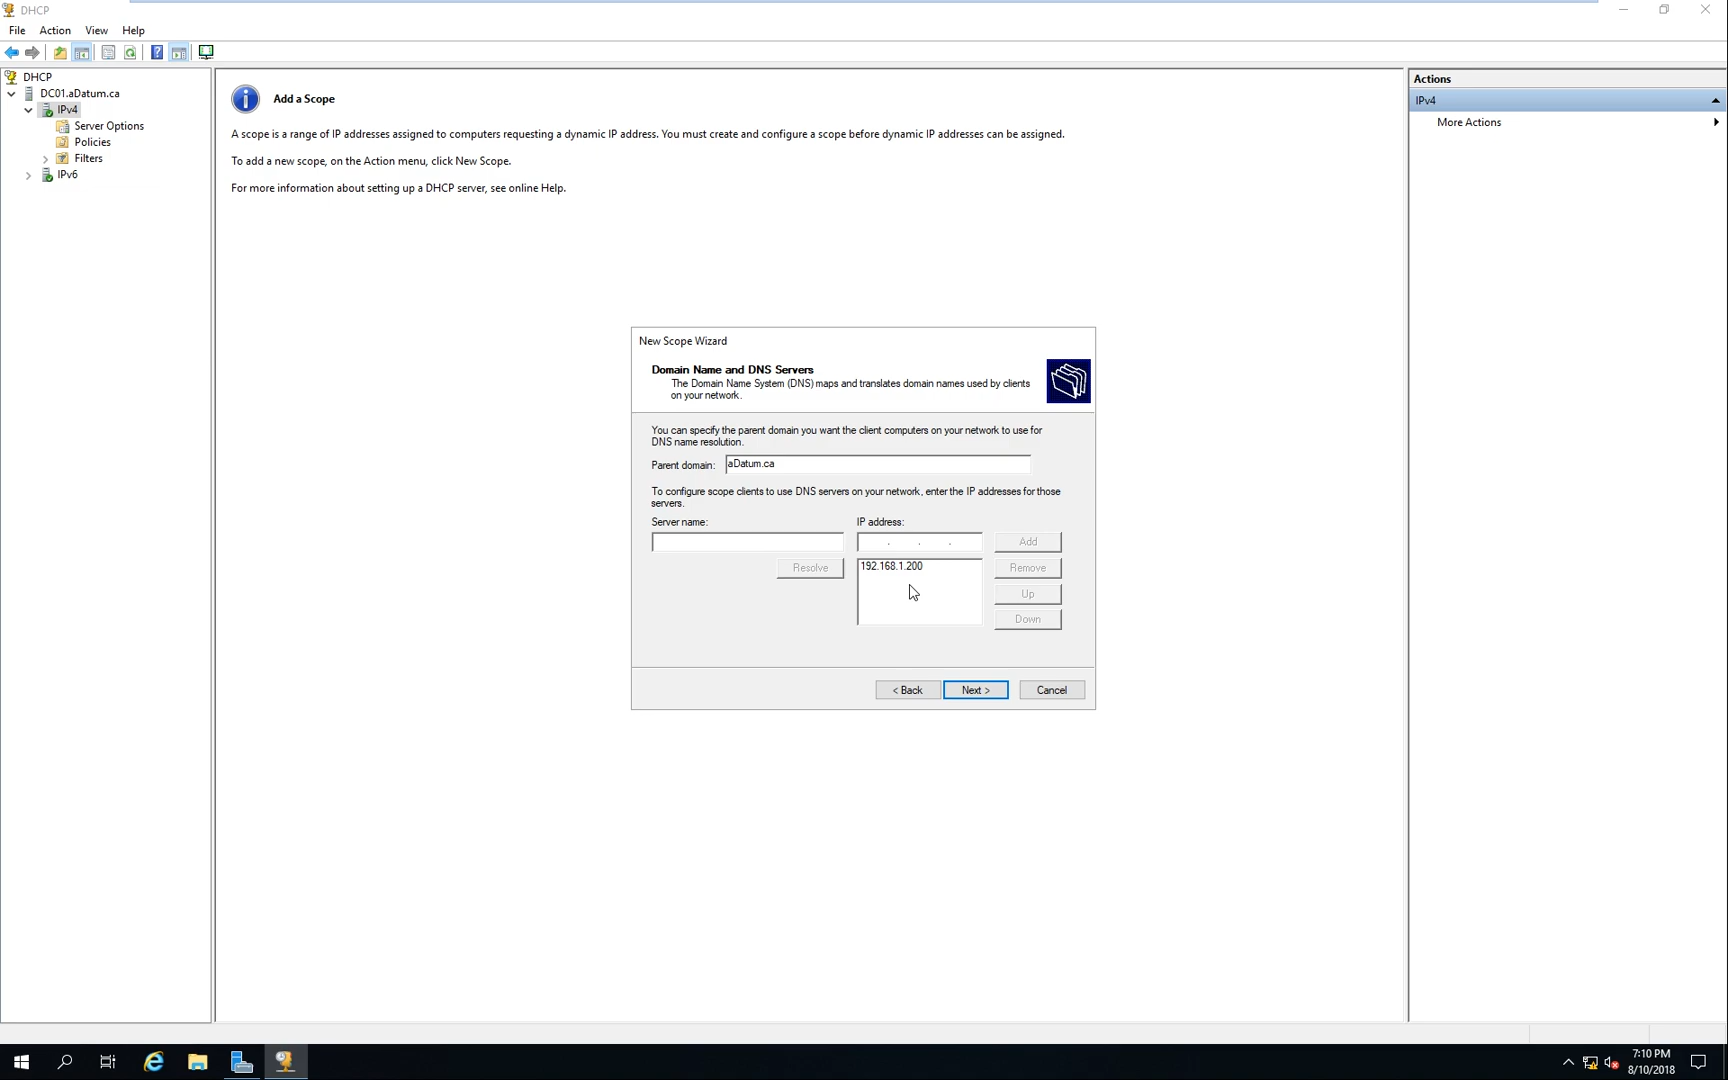 DHCP
File Action View Help
DHCP
DC01.aDatum.ca
IPv4
Server Options
Policies
Filters
IPv6
Add a Scope
A scope is a range of IP addresses assigned to computers requesting a dynamic IP address. You must create and configure a scope before dynamic IP addresses can be assigned.
To add a new scope, on the Action menu, click New Scope.
For more information about setting up a DHCP server, see online Help.
Actions
IPv4
More Actions
New Scope Wizard
Domain Name and DNS Servers
The Domain Name System (DNS) maps and translates domain names used by clients
on your network.
You can specify the parent domain you want the client computers on your network to use for
DNS name resolution.
Parent domain: aDatum.ca
To configure scope clients to use DNS servers on your network, enter the IP addresses for those
servers.
Server name: IP address:
. . . Add
Resolve 192.168.1.200 Remove
Up
Down
< Back Next > Cancel
7:10 PM
8/10/2018